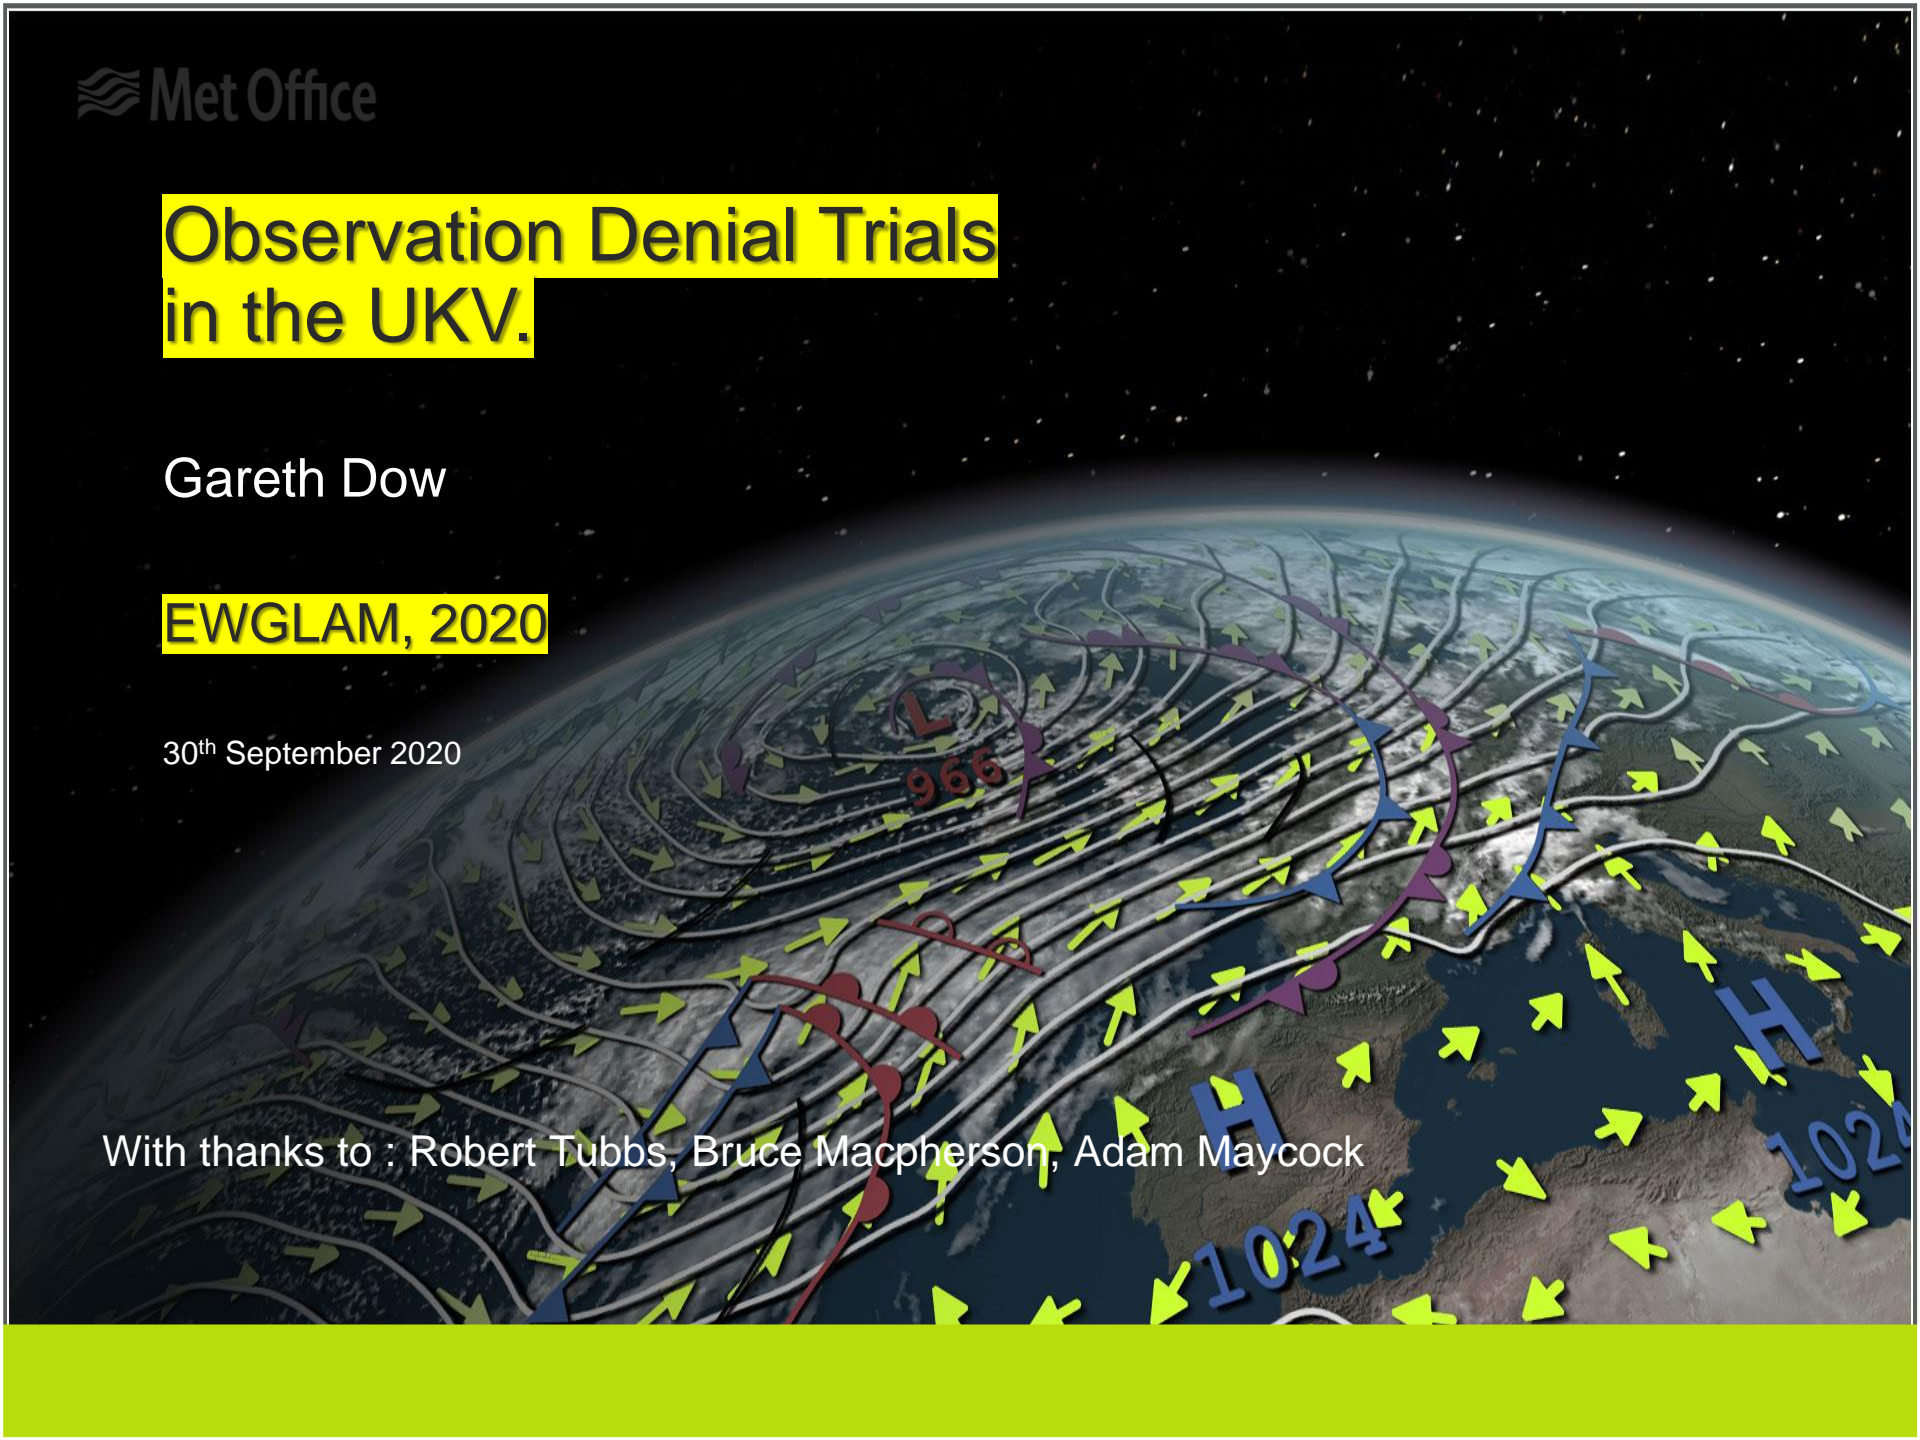 Met Office
Observation Denial Trials
in the UKV.
Gareth Dow
EWGLAM, 2020
30th September 2020
L
966
With thanks to : Robert Tubbs, Bruce Macpherson, Adam Maycock
H
1024
H
1024